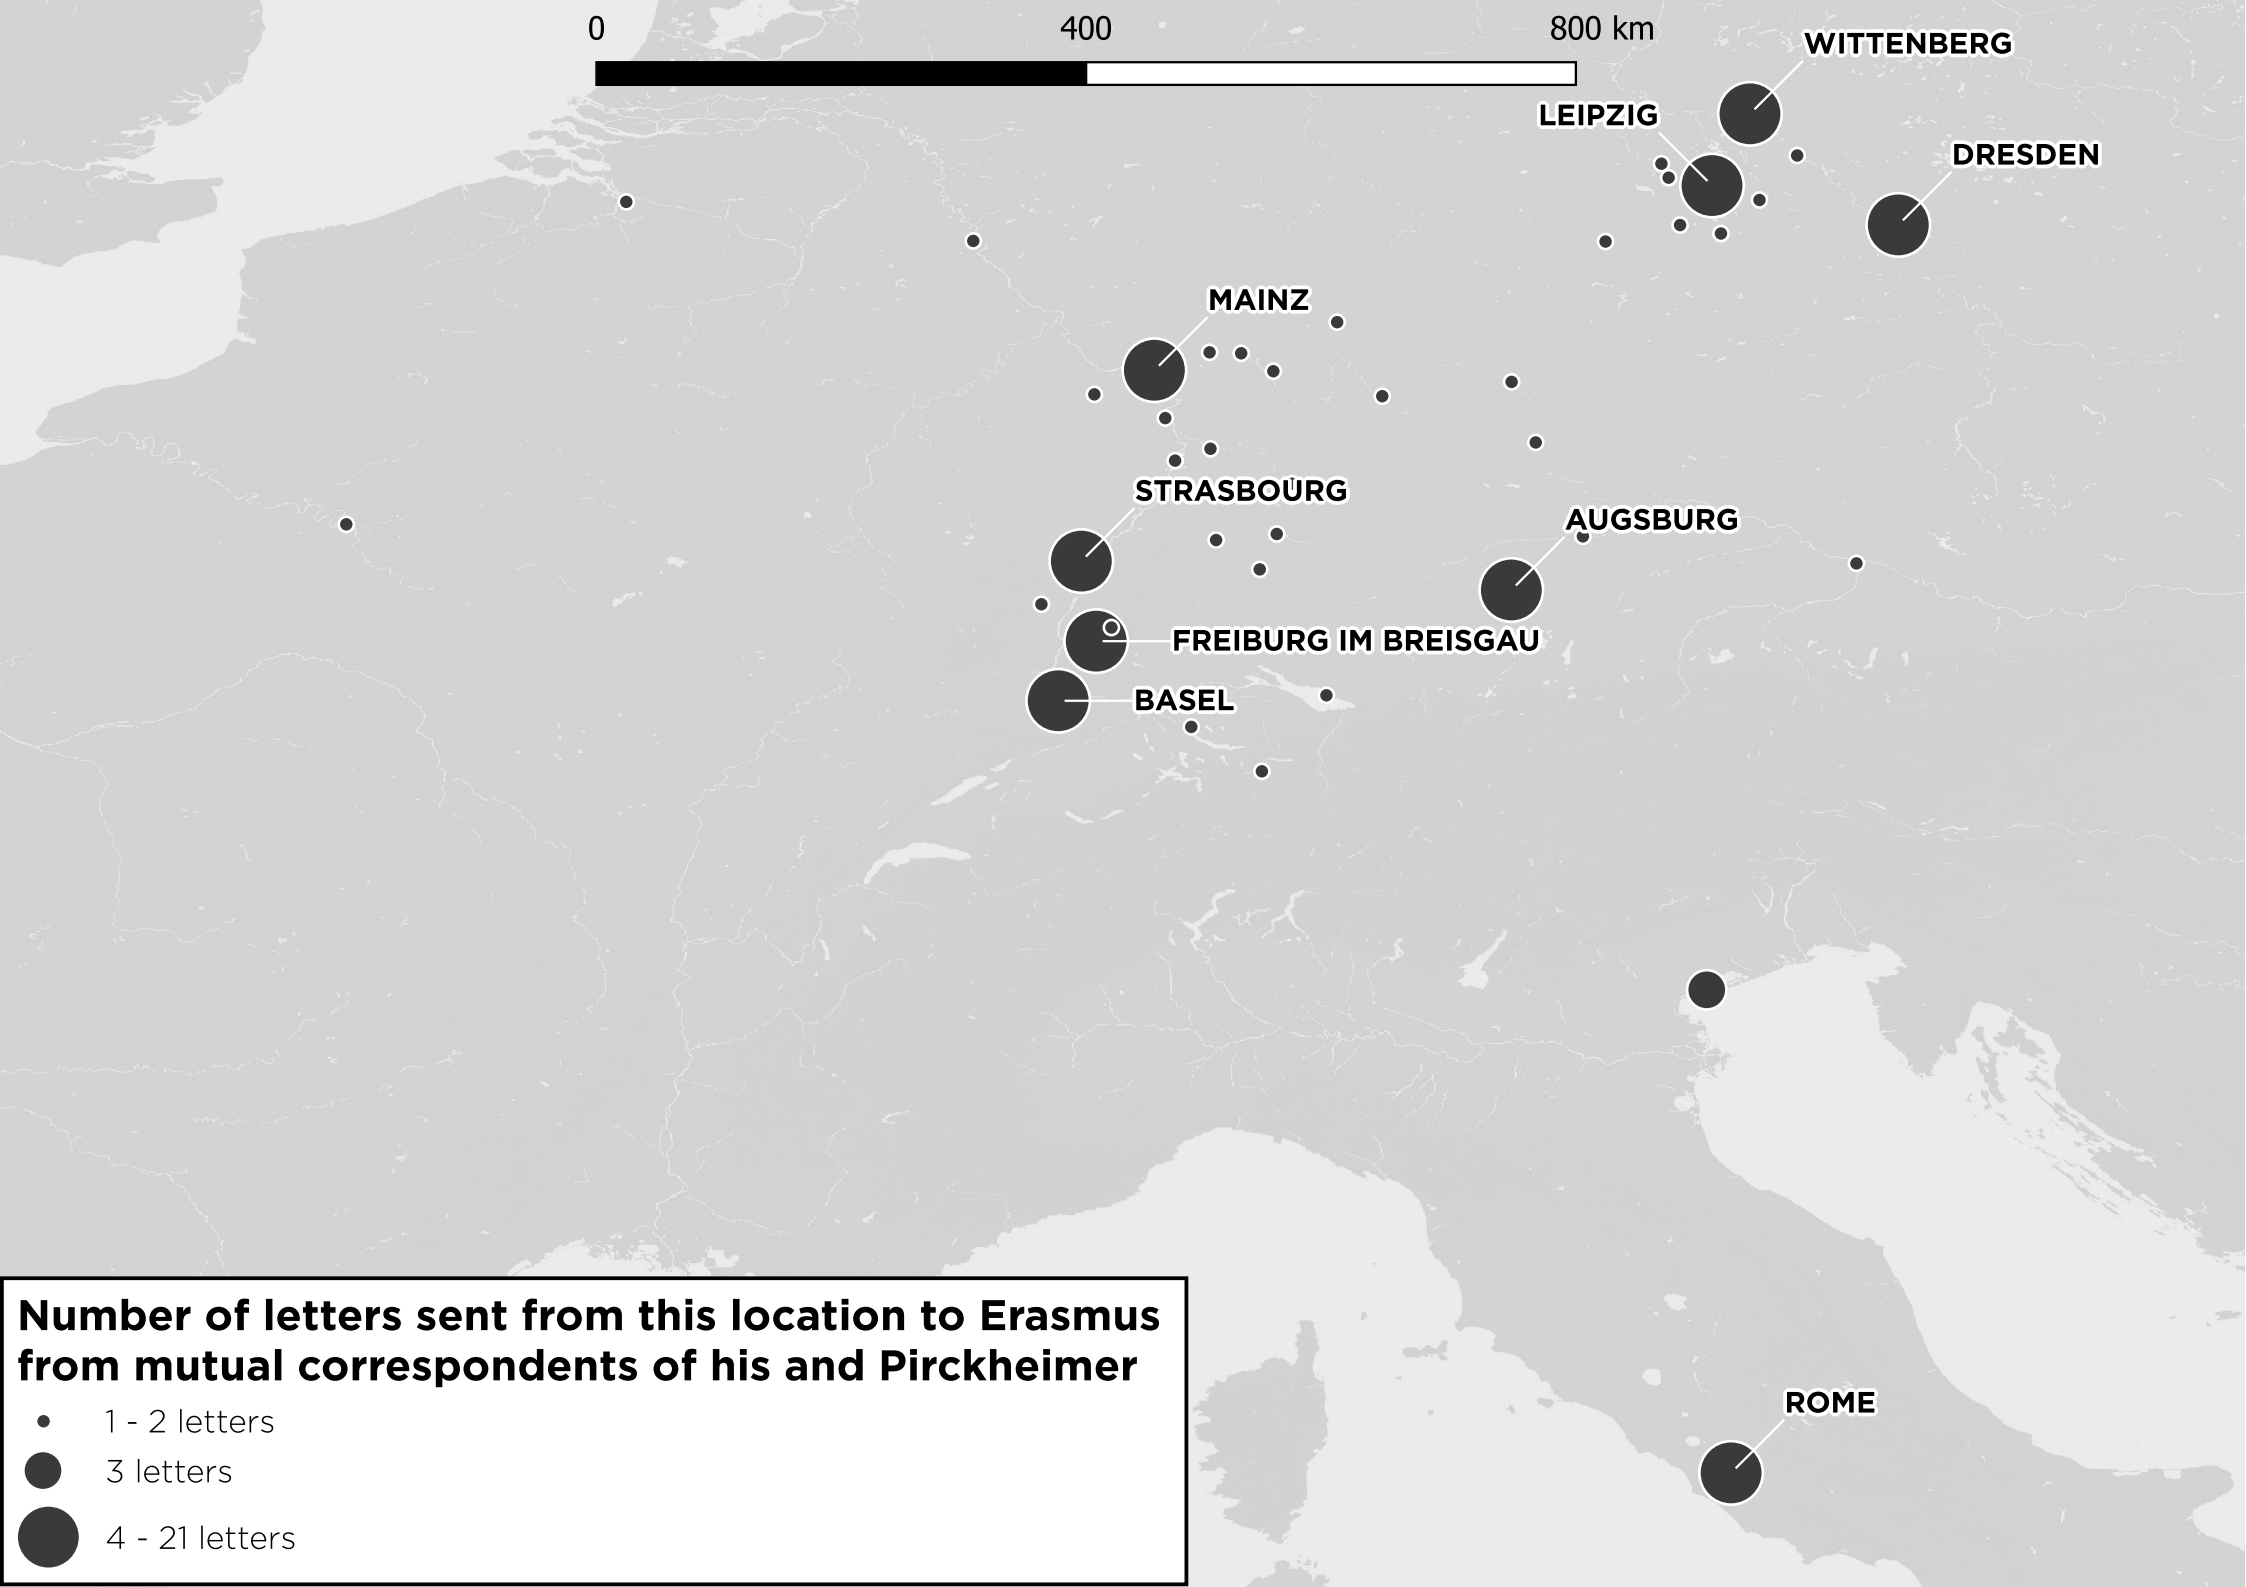 0 400 800 km
WITTENBERG
LEIPZIG
DRESDEN
MAINZ
STRASBOURG
AUGSBURG
FREIBURG IM BREISGAU
BASEL
ROME
Number of letters sent from this location to Erasmus
from mutual correspondents of his and Pirckheimer
1 - 2 letters
3 letters
4 - 21 letters